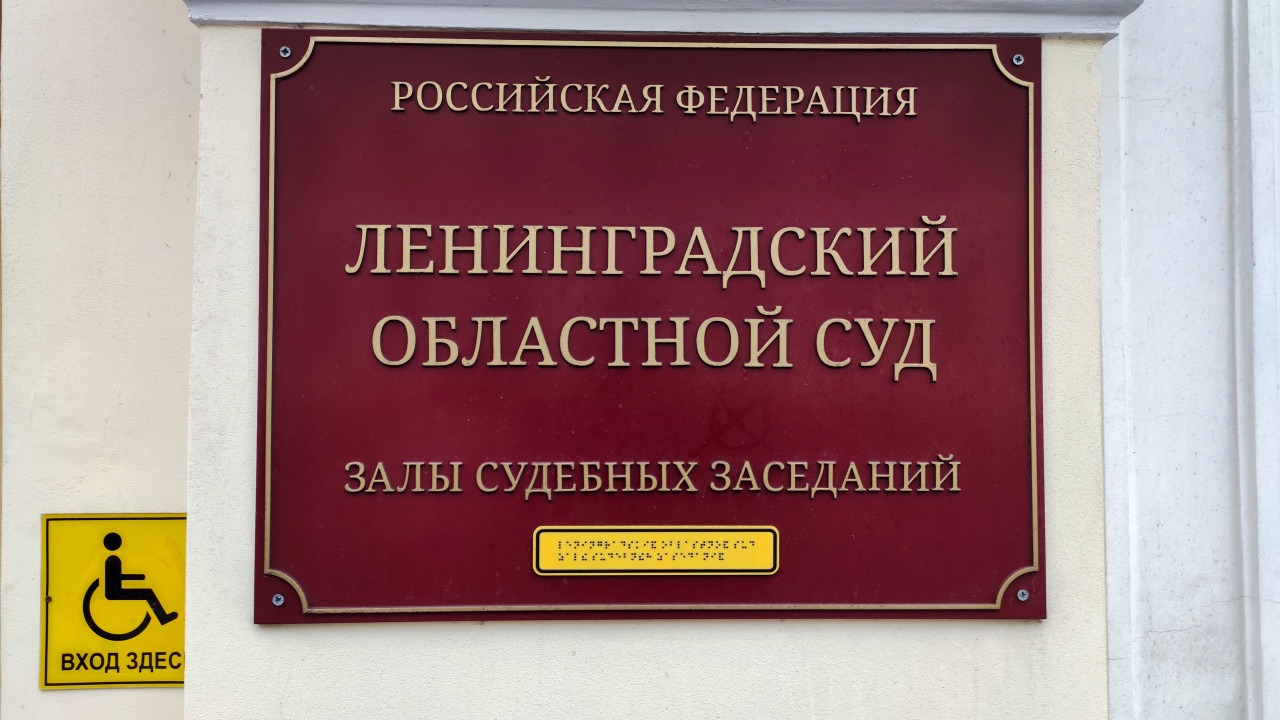 РОССИЙСКАЯ ФЕДЕРАЦИЯ
ЛЕНИНГРАДСКИЙ
ОБЛАСТНОЙ СУД
ЗАЛЫ СУДЕБНЫХ ЗАСЕДАНИЙ
ВХОД ЗДЕС